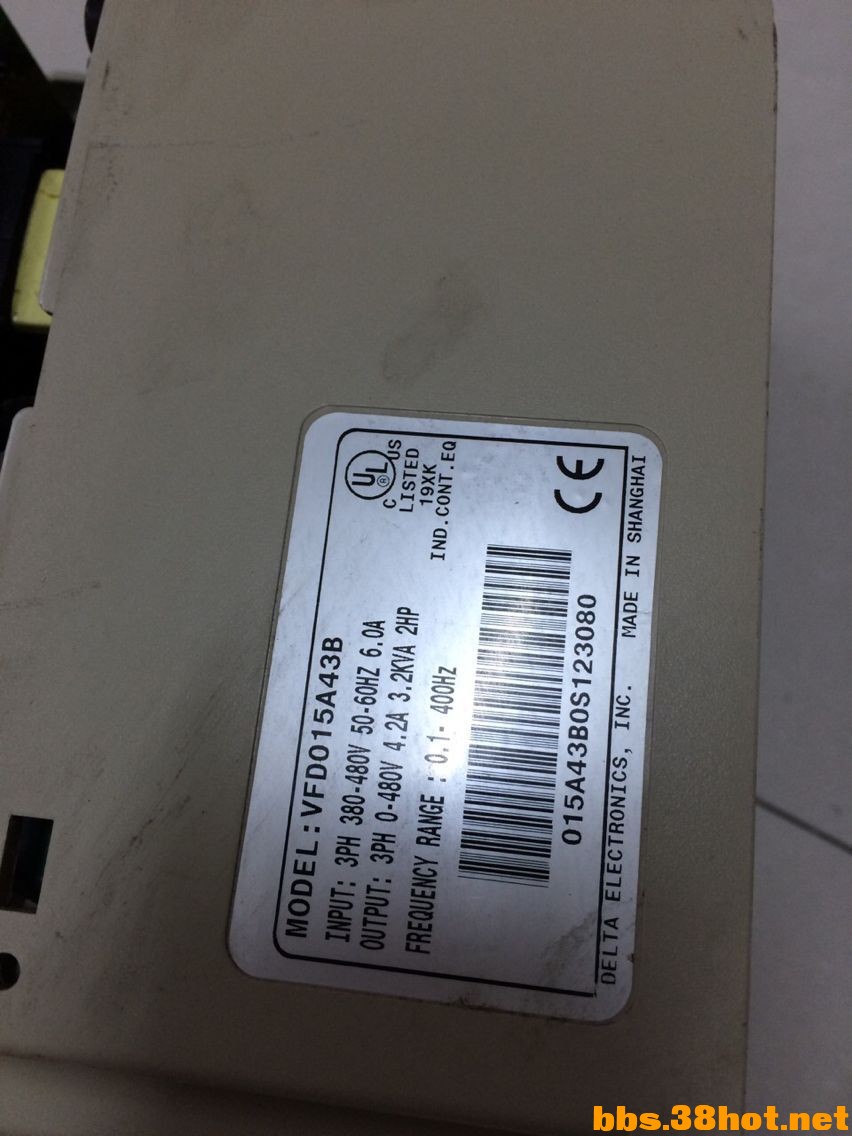 MODEL:VFD015A43B
INPUT: 3PH 380-480V 50-60HZ 6.0A
OUTPUT: 3PH 0-480V 4.2A 3.2KVA 2HP
FREQUENCY RANGE : 0.1- 400Hz
C UL ® US
LISTED
19XK
IND.CONT.EQ
015A43B0S123080
CE
DELTA ELECTRONICS, INC. MADE IN SHANGHAI
bbs.38hot.net